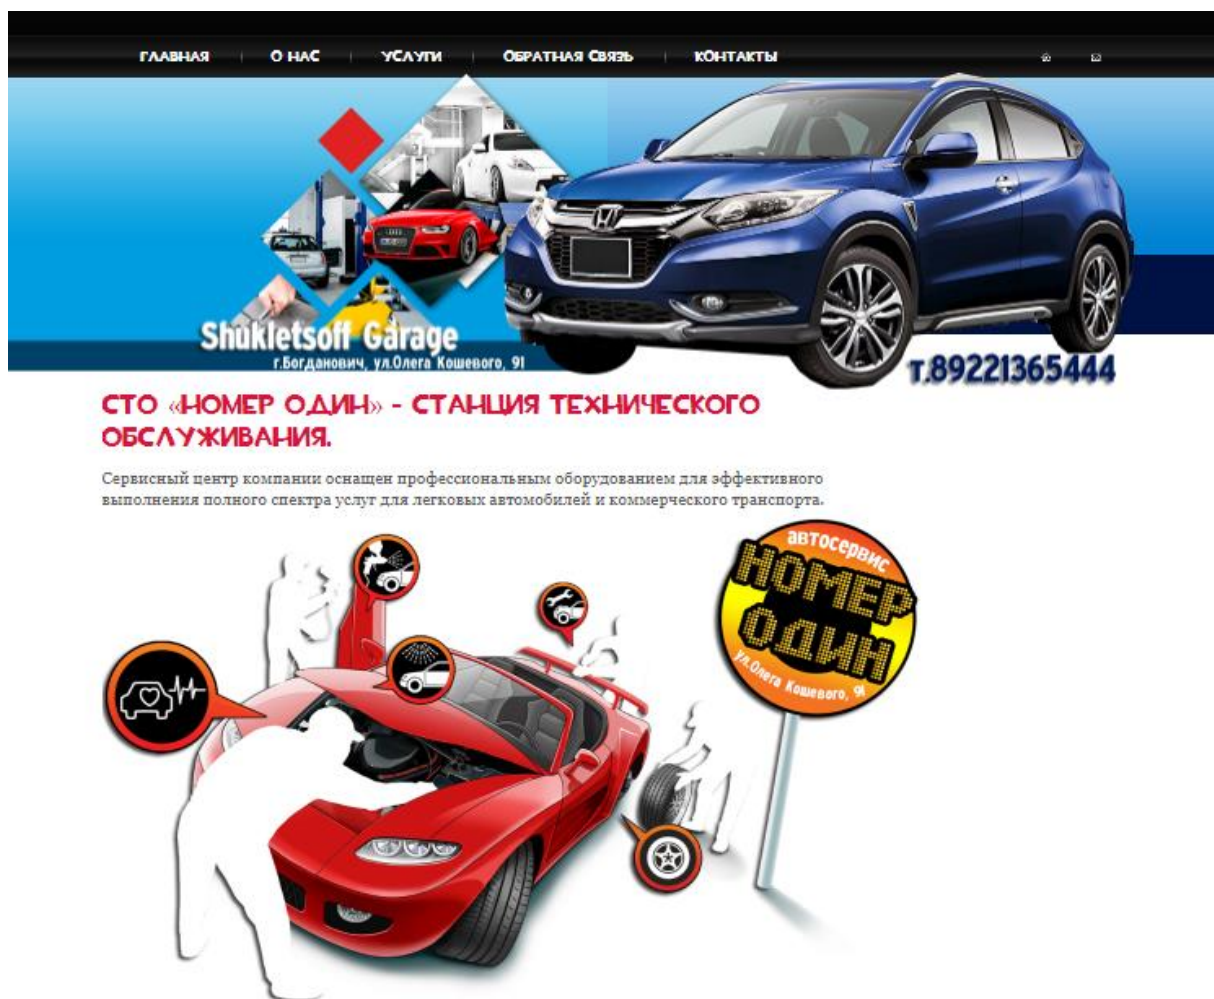 ГЛАВНАЯ О НАС УСЛУГИ ОБРАТНАЯ СВЯЗЬ КОНТАКТЫ
Shukletsoff Garage
г.Богданович, ул.Олега Кошевого, 91
т.89221365444
СТО «НОМЕР ОДИН» - СТАНЦИЯ ТЕХНИЧЕСКОГО
ОБСЛУЖИВАНИЯ.
Сервисный центр компании оснащен профессиональным оборудованием для эффективного
выполнения полного спектра услуг для легковых автомобилей и коммерческого транспорта.
автосервис
НОМЕР
ОДИН
ул.Олега Кошевого, 91